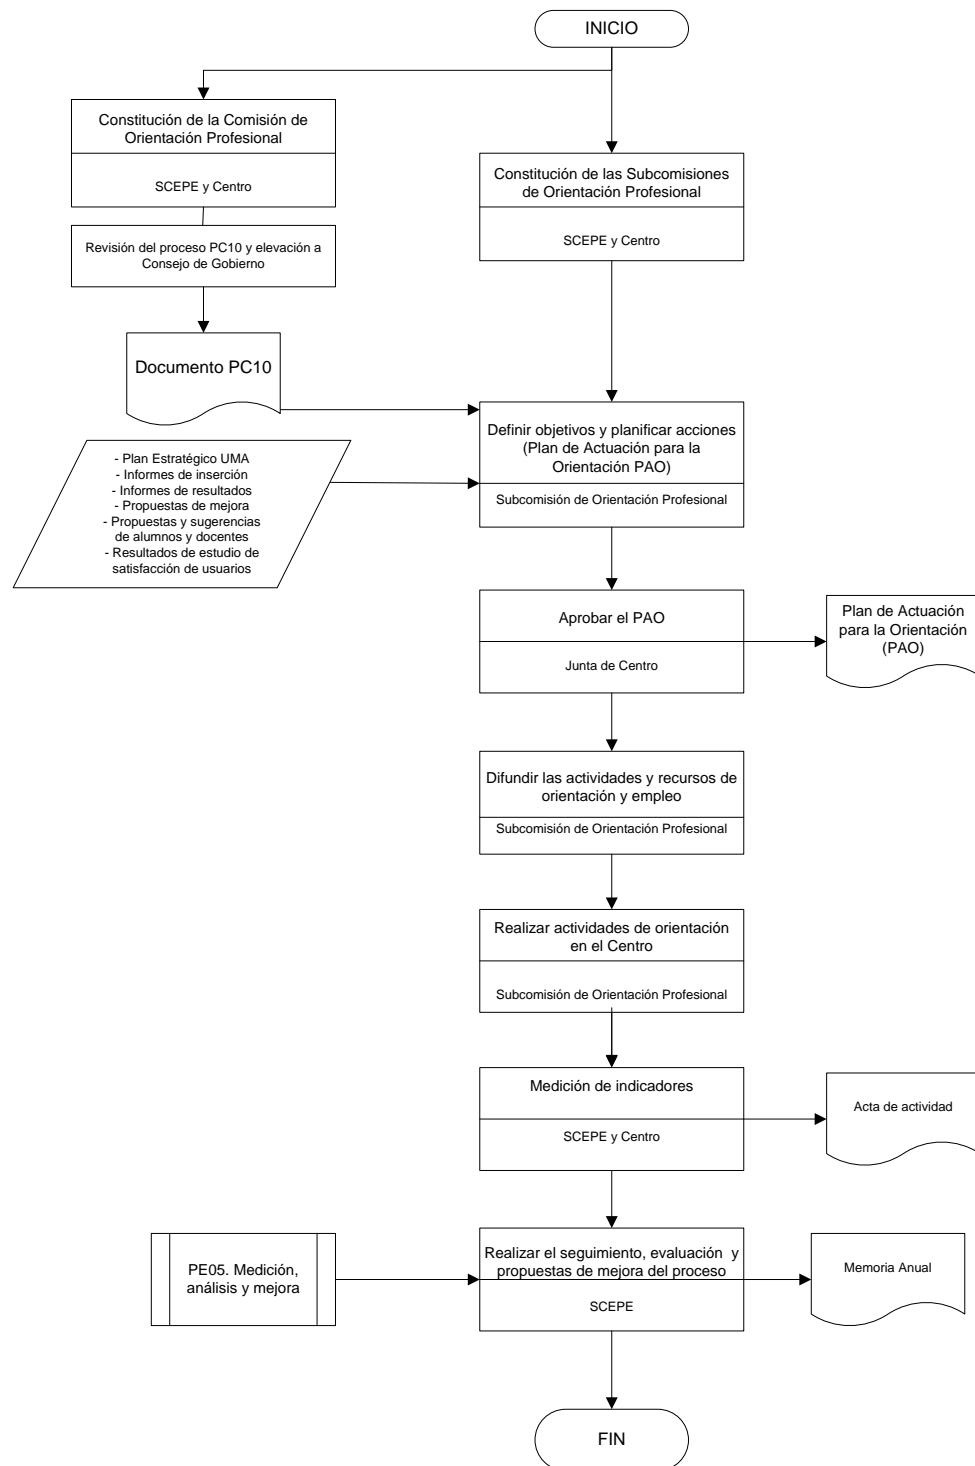 INICIO
Constitución de la Comisión de
Orientación Profesional
SCEPE y Centro
Constitución de las Subcomisiones
de Orientación Profesional
SCEPE y Centro
Revisión del proceso PC10 y elevación a
Consejo de Gobierno
Documento PC10
Definir objetivos y planificar acciones
(Plan de Actuación para la
Orientación PAO)
Subcomisión de Orientación Profesional
- Plan Estratégico UMA
- Informes de inserción
- Informes de resultados
- Propuestas de mejora
- Propuestas y sugerencias
de alumnos y docentes
- Resultados de estudio de
satisfacción de usuarios
Aprobar el PAO
Junta de Centro
Plan de Actuación
para la Orientación
(PAO)
Difundir las actividades y recursos de
orientación y empleo
Subcomisión de Orientación Profesional
Realizar actividades de orientación
en el Centro
Subcomisión de Orientación Profesional
Medición de indicadores
SCEPE y Centro
Acta de actividad
PE05. Medición,
análisis y mejora
Realizar el seguimiento, evaluación y
propuestas de mejora del proceso
SCEPE
Memoria Anual
FIN